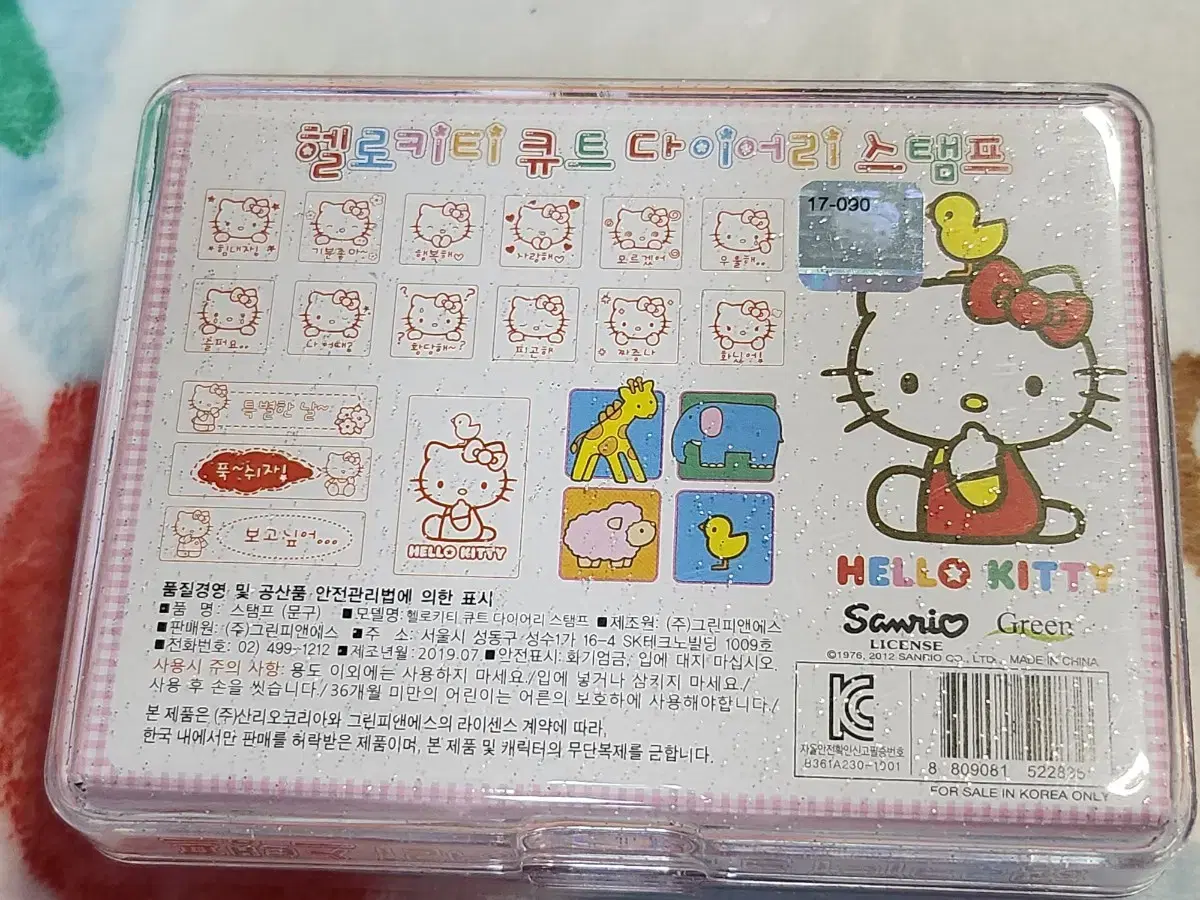 헬로키티 큐트 다이어리 스탬프
17-090
힘내자!
기분좋아~
행복해♡
사랑해♡
모르겠어
우울해..
슬퍼요..
나 어때?
황당해~?
피곤해
짜증나
화났어!
특별한 날~
푹~쉬자!
보고싶어...
HELLO KITTY
HELLO KITTY
Sanrio Green
LICENSE
©1976, 2012 SANRIO CO., LTD. MADE IN CHINA
품질경영 및 공산품 안전관리법에 의한 표시
■품 명: 스탬프 (문구) ■모델명: 헬로키티 큐트 다이어리 스탬프 ■제조원: (주)그린피앤에스
■판매원: (주)그린피앤에스 ■주 소: 서울시 성동구 성수1가 16-4 SK테크노빌딩 1009호
■전화번호: 02) 499-1212 ■제조년월: 2019.07 ■안전표시: 화기엄금, 입에 대지 마십시오.
사용시 주의 사항: 용도 이외에는 사용하지 마세요./입에 넣거나 삼키지 마세요./
사용 후 손을 씻습니다./36개월 미만의 어린이는 어른의 보호하에 사용해야합니다./
본 제품은 (주)산리오코리아와 그린피앤에스의 라이센스 계약에 따라,
한국 내에서만 판매를 허락받은 제품이며, 본 제품 및 캐릭터의 무단복제를 금합니다.
자율안전확인신고필증번호
B361A230-1001
8 809081 522835
FOR SALE IN KOREA ONLY